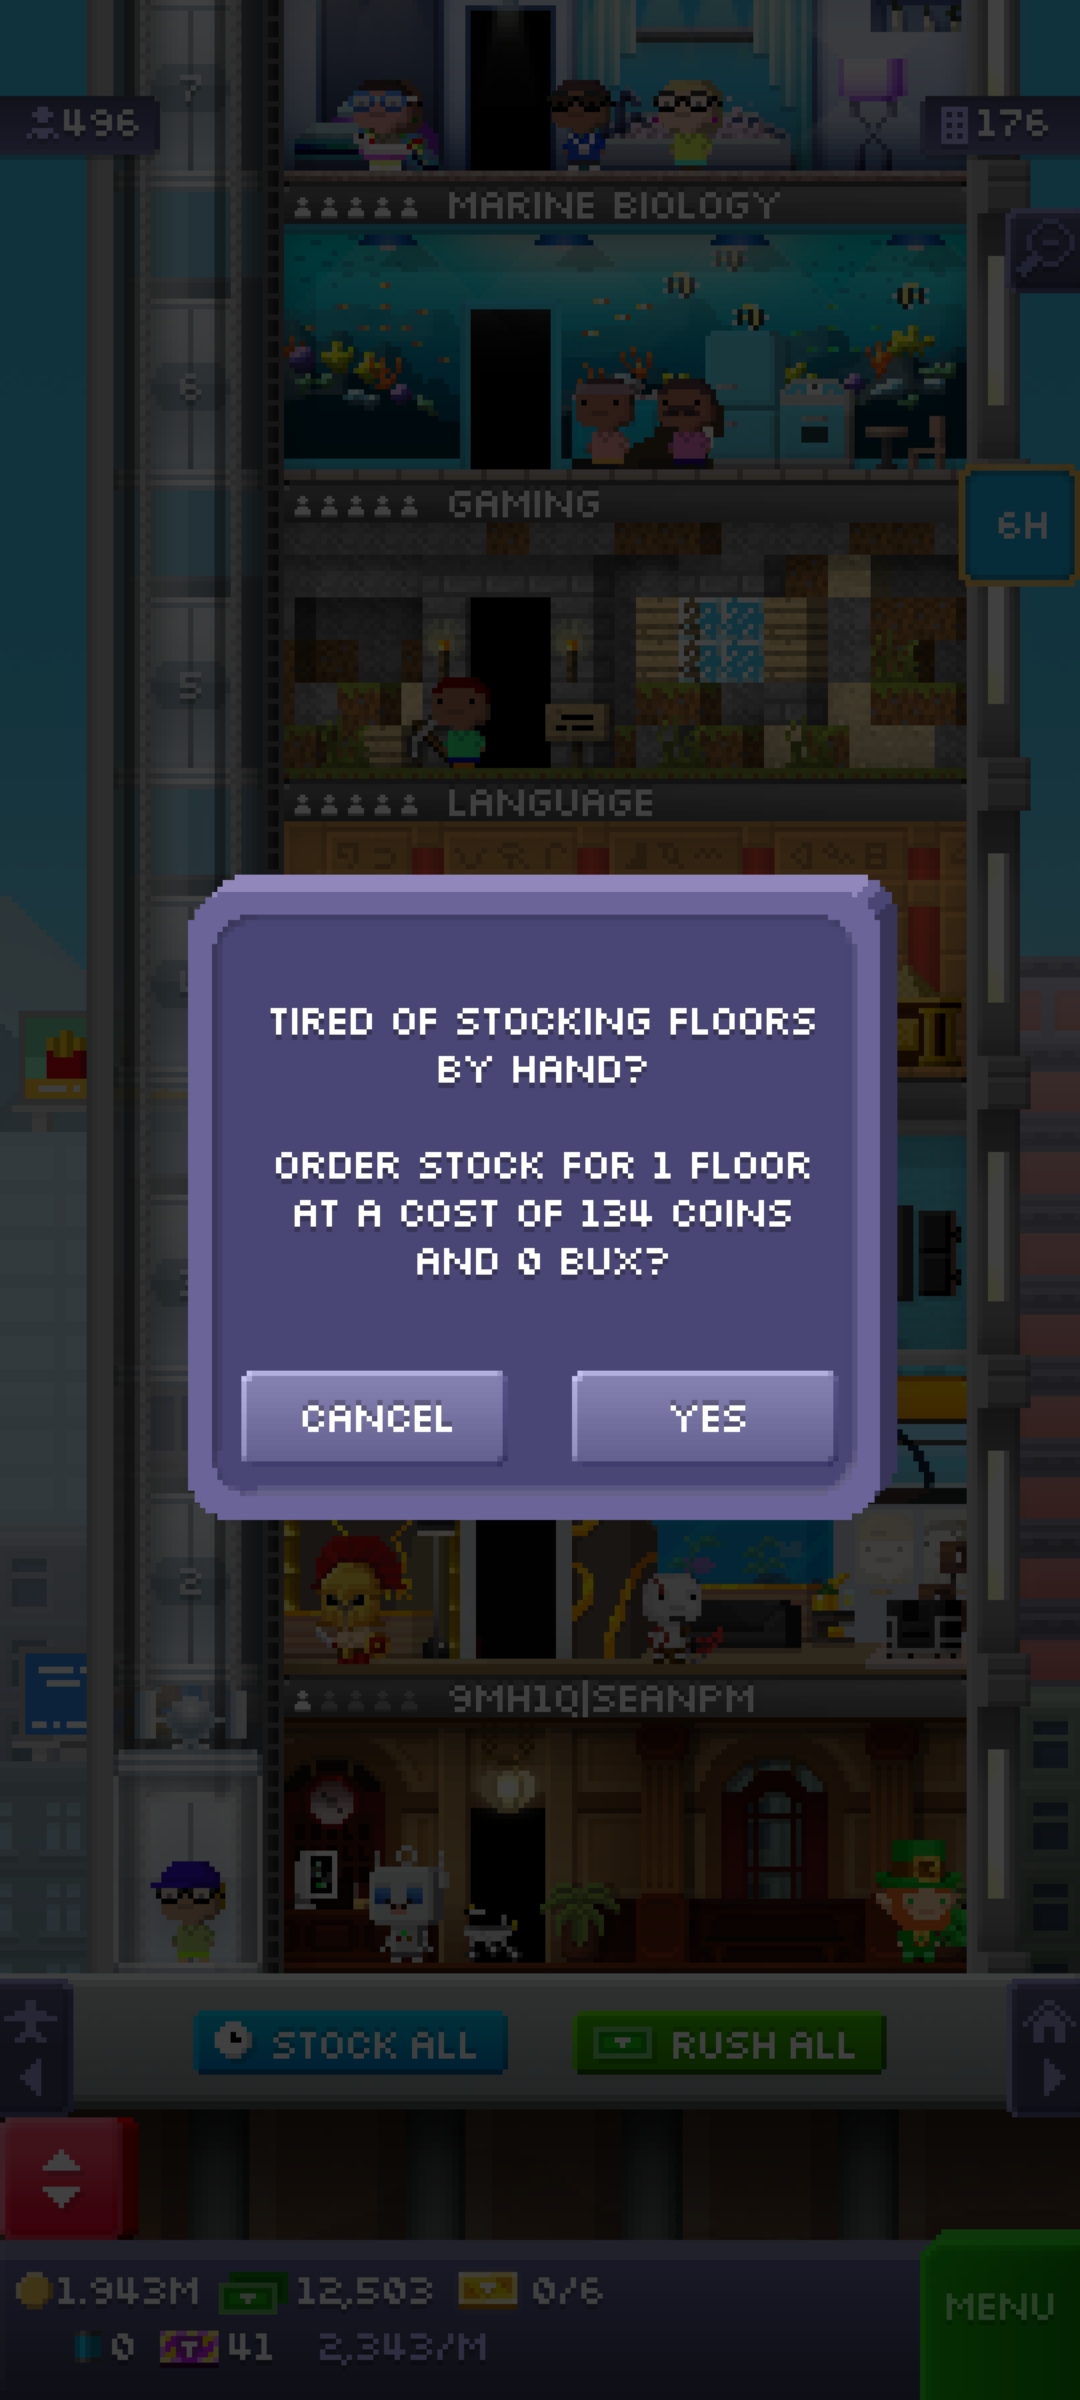 7
496
176
MARINE BIOLOGY
6
GAMING
6H
5
LANGUAGE
TIRED OF STOCKING FLOORS
BY HAND?
ORDER STOCK FOR 1 FLOOR
AT A COST OF 134 COINS
AND 0 BUX?
CANCEL
YES
2
9MH1Q|SEANPM
STOCK ALL
RUSH ALL
1.943M
12,503
0/6
MENU
0
41
2,343/M